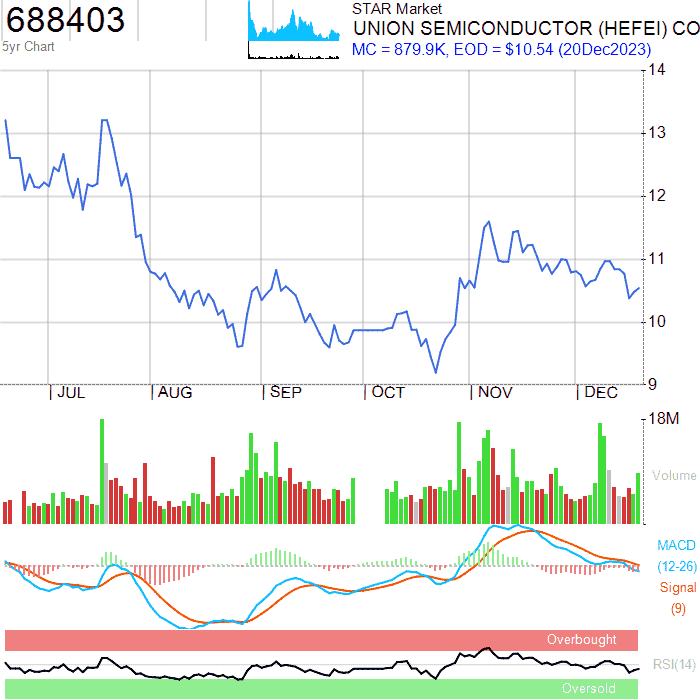 688403
5yr Chart
STAR Market
UNION SEMICONDUCTOR (HEFEI) CO
MC = 879.9K, EOD = $10.54 (20Dec2023)
14
13
12
11
10
9
JUL
AUG
SEP
OCT
NOV
DEC
18M
Volume
MACD
(12-26)
Signal
(9)
Overbought
RSI(14)
Oversold